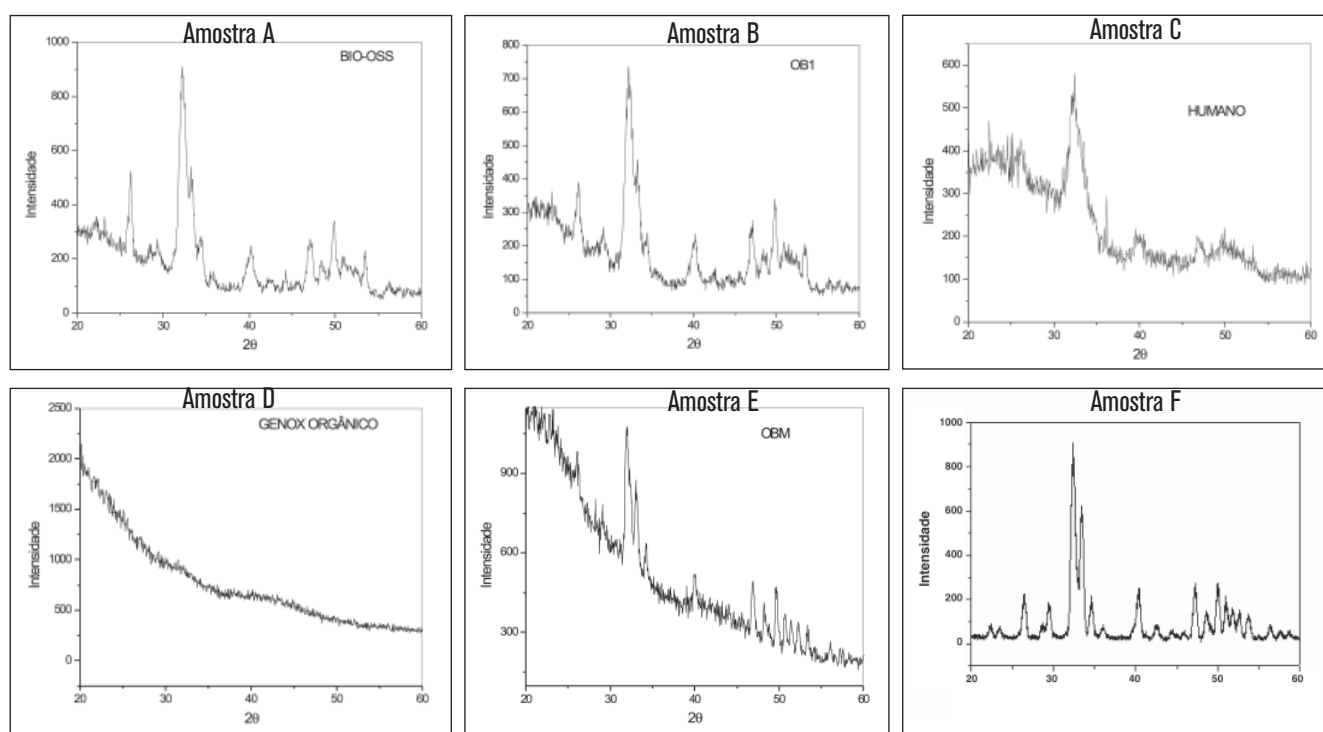 Amostra A
BIO-OSS
1000
800
600
400
200
0
Intensidade
20 30 40 50 60
2θ
Amostra B
OB1
800
700
600
500
400
300
200
100
0
Intensidade
20 30 40 50 60
2θ
Amostra C
HUMANO
600
500
400
300
200
100
0
Intensidade
20 30 40 50 60
2θ
Amostra D
GENOX ORGÂNICO
2500
2000
1500
1000
500
0
Intensidade
20 30 40 50 60
2θ
Amostra E
OBM
900
600
300
Intensidade
20 30 40 50 60
2θ
Amostra F
1000
800
600
400
200
0
Intensidade
20 30 40 50 60